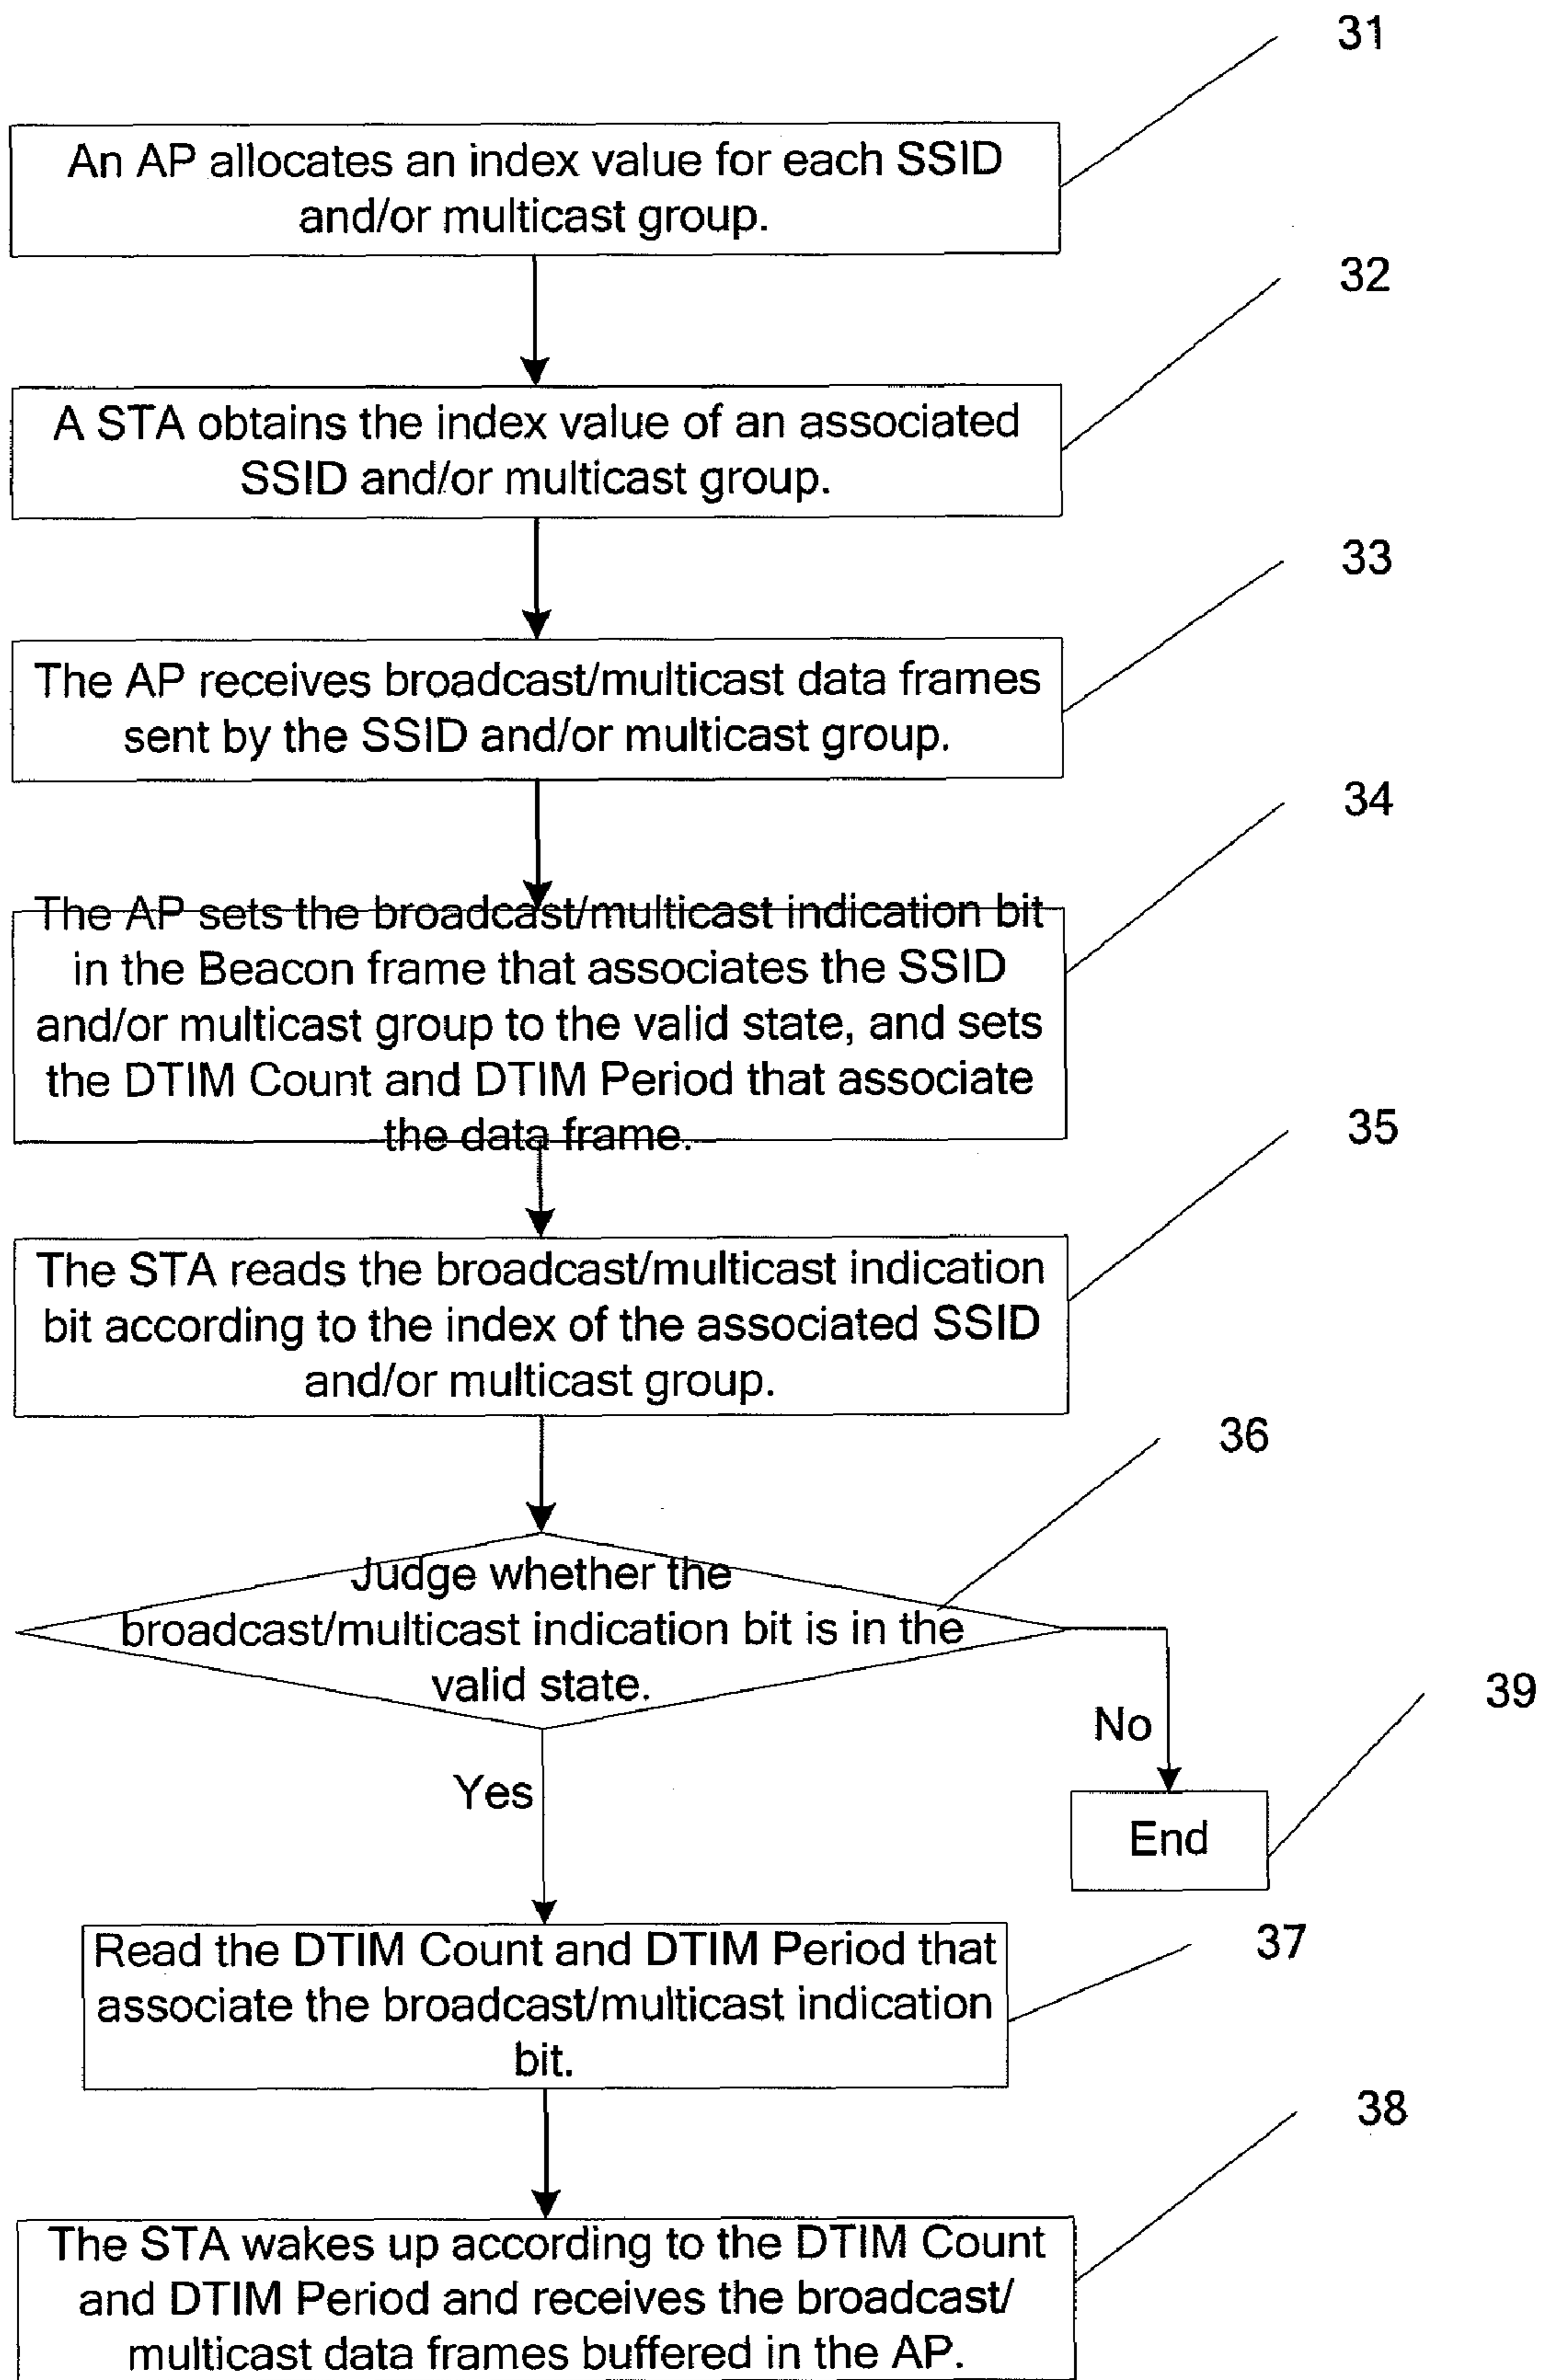 31
An AP allocates an index value for each SSID
and/or multicast group.
32
A STA obtains the index value of an associated
SSID and/or multicast group.
33
The AP receives broadcast/multicast data frames
sent by the SSID and/or multicast group.
34
The AP sets the broadcast/multicast indication bit
in the Beacon frame that associates the SSID
and/or multicast group to the valid state, and sets
the DTIM Count and DTIM Period that associate
the data frame.
35
The STA reads the broadcast/multicast indication
bit according to the index of the associated SSID
and/or multicast group.
36
Judge whether the
broadcast/multicast indication bit is in the
valid state.
39
No
Yes
End
37
Read the DTIM Count and DTIM Period that
associate the broadcast/multicast indication
bit.
38
The STA wakes up according to the DTIM Count
and DTIM Period and receives the broadcast/
multicast data frames buffered in the AP.